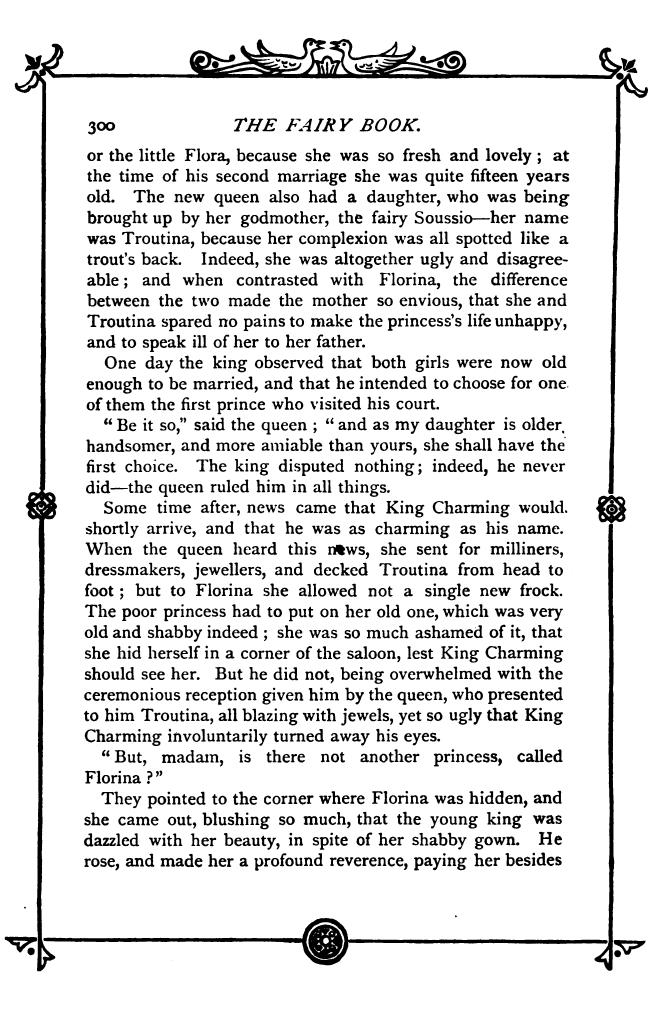 300 THE FAIRY BOOK.
or the little Flora, because she was so fresh and lovely ; at
the time of his second marriage she was quite fifteen years
old. The new queen also had a daughter, who was being
brought up by her godmother, the fairy Soussio—her name
was Troutina, because her complexion was all spotted like a
trout's back. Indeed, she was altogether ugly and disagree-
able ; and when contrasted with Florina, the difference
between the two made the mother so envious, that she and
Troutina spared no pains to make the princess's life unhappy,
and to speak ill of her to her father.
One day the king observed that both girls were now old
enough to be married, and that he intended to choose for one
of them the first prince who visited his court.
“ Be it so,” said the queen ; “ and as my daughter is older,
handsomer, and more amiable than yours, she shall have the
first choice. The king disputed nothing ; indeed, he never
did—the queen ruled him in all things.
Some time after, news came that King Charming would.
shortly arrive, and that he was as charming as his name.
When the queen heard this news, she sent for milliners,
dressmakers, jewellers, and decked Troutina from head to
foot ; but to Florina she allowed not a single new frock.
The poor princess had to put on her old one, which was very
old and shabby indeed ; she was so much ashamed of it, that
she hid herself in a corner of the saloon, lest King Charming
should see her. But he did not, being overwhelmed with the
ceremonious reception given him by the queen, who presented
to him Troutina, all blazing with jewels, yet so ugly that King
Charming involuntarily turned away his eyes.
“ But, madam, is there not another princess, called
Florina ?”
They pointed to the corner where Florina was hidden, and
she came out, blushing so much, that the young king was
dazzled with her beauty, in spite of her shabby gown. He
rose, and made her a profound reverence, paying her besides